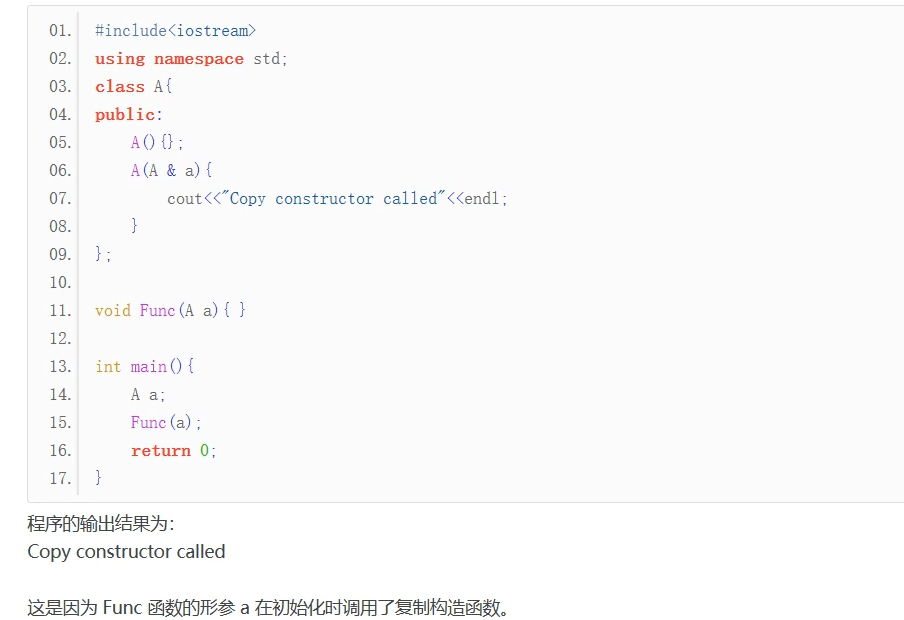 01. #include<iostream>
02. using namespace std;
03. class A{
04. public:
05.     A(){};
06.     A(A & a){
07.         cout<<"Copy constructor called"<<endl;
08.     }
09. };
10.
11. void Func(A a){ }
12.
13. int main(){
14.     A a;
15.     Func(a);
16.     return 0;
17. }
程序的输出结果为：
Copy constructor called
这是因为 Func 函数的形参 a 在初始化时调用了复制构造函数。